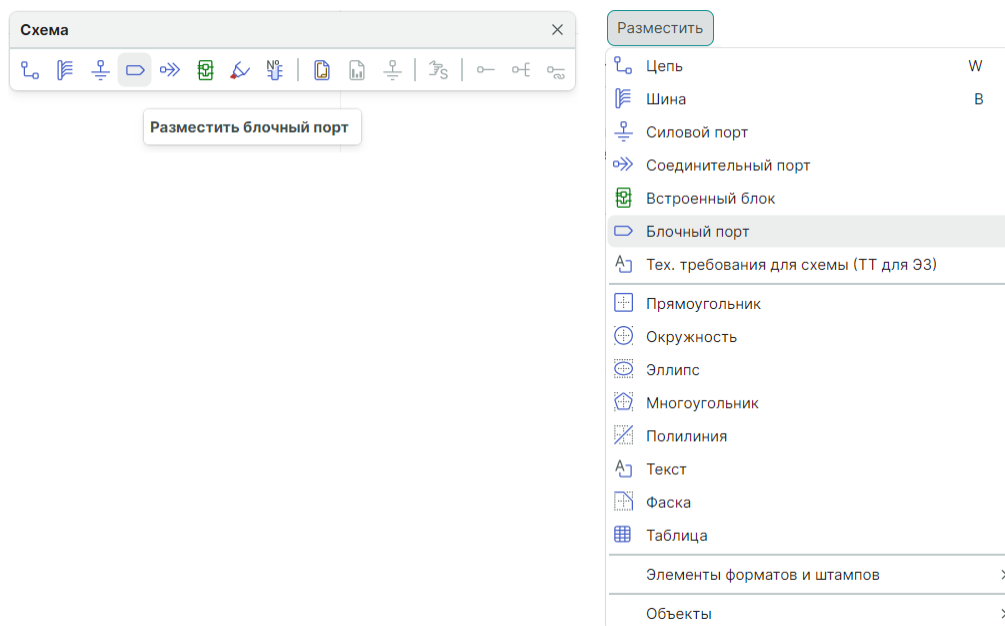 Схема
Разместить блочный порт
Разместить
Цепь W
Шина B
Силовой порт
Соединительный порт
Встроенный блок
Блочный порт
Тех. требования для схемы (ТТ для ЭЗ)
Прямоугольник
Окружность
Эллипс
Многоугольник
Полилиния
Текст
Фаска
Таблица
Элементы форматов и штампов
Объекты